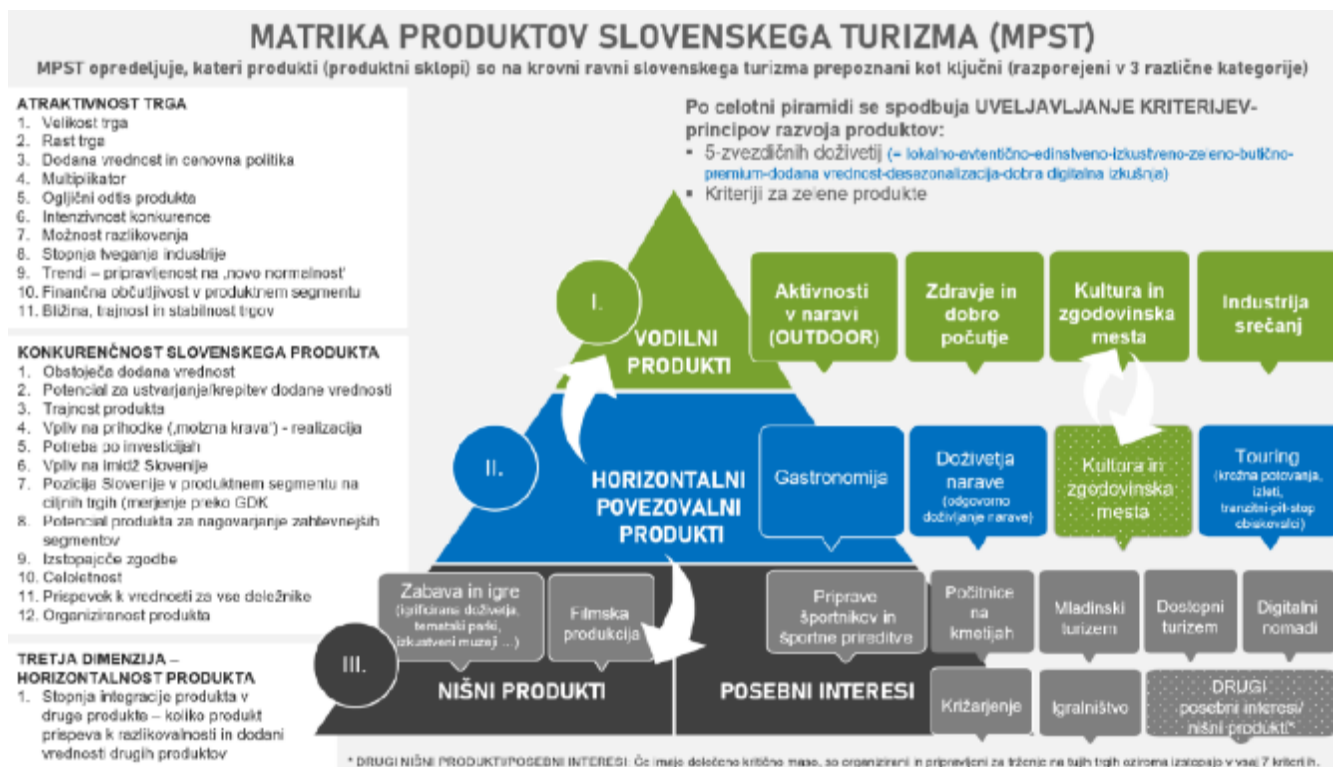 MATRIKA PRODUKTOV SLOVENSKEGA TURIZMA (MPST)
MPST opredeljuje, kateri produkti (produktni sklopi) so na krovni ravni slovenskega turizma prepoznani kot ključni (razporejeni v 3 različne kategorije)
ATRAKTIVNOST TRGA
1. Velikost trga
2. Rast trga
3. Dodana vrednost in cenovna politika
4. Multiplikator
5. Ogljični odtis produkta
6. Intenzivnost konkurence
7. Možnost razlikovanja
8. Stopnja tveganja industrije
9. Trendi – pripravljenost na ‚novo normalnost'
10. Finančna občutljivost v produktnem segmentu
11. Bližina, trajnost in stabilnost trgov
KONKURENČNOST SLOVENSKEGA PRODUKTA
1. Obstoječa dodana vrednost
2. Potencial za ustvarjanje/krepitev dodane vrednosti
3. Trajnost produkta
4. Vpliv na prihodke (‚molzna krava') - realizacija
5. Potreba po investicijah
6. Vpliv na imidž Slovenije
7. Pozicija Slovenije v produktnem segmentu na
ciljnih trgih (merjenje preko GDK
8. Potencial produkta za nagovarjanje zahtevnejših
segmentov
9. Izstopajoče zgodbe
10. Celoletnost
11. Prispevek k vrednosti za vse deležnike
12. Organiziranost produkta
TRETJA DIMENZIJA –
HORIZONTALNOST PRODUKTA
1. Stopnja integracije produkta v
druge produkte – koliko produkt
prispeva k razlikovalnosti in dodani
vrednosti drugih produktov
Po celotni piramidi se spodbuja UVELJAVLJANJE KRITERIJEV-
principov razvoja produktov:
▪ 5-zvezdičnih doživetij (= lokalno-avtentično-edinstveno-izkustveno-zeleno-butično-
premium-dodana vrednost-desezonalizacija-dobra digitalna izkušnja)
▪ Kriteriji za zelene produkte
I.
VODILNI
PRODUKTI
Aktivnosti
v naravi
(OUTDOOR)
Zdravje in
dobro
počutje
Kultura in
zgodovinska
mesta
Industrija
srečanj
II.
HORIZONTALNI
POVEZOVALNI
PRODUKTI
Gastronomija
Doživetja
narave
(odgovorno
doživljanje narave)
Kultura in
zgodovinska
mesta
Touring
(krožna potovanja,
izleti,
tranzitni-pit-stop
obiskovalci)
III.
Zabava in igre
(igrificirana doživetja,
tematski parki,
izkustveni muzeji ...)
Filmska
produkcija
NIŠNI PRODUKTI
Priprave
športnikov in
športne prireditve
POSEBNI INTERESI
Počitnice
na
kmetijah
Mladinski
turizem
Dostopni
turizem
Digitalni
nomadi
Križarjenje
Igralništvo
DRUGI
posebni interesi/
nišni produkti*
* DRUGI NIŠNI PRODUKTI/POSEBNI INTERESI: Če imajo določeno kritično maso, so organizirani in pripravljeni za trženje na tujih trgih oziroma izstopajo v vsaj 7 kriterijih.